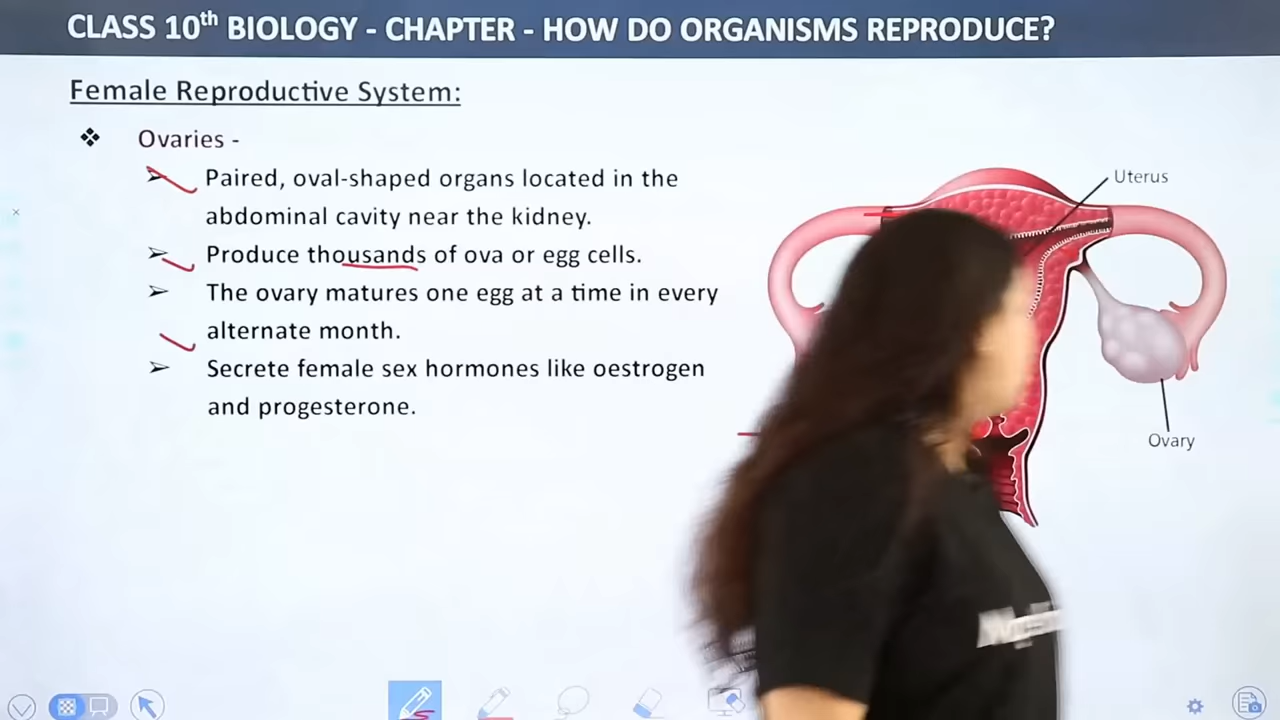 CLASS 10th BIOLOGY - CHAPTER - HOW DO ORGANISMS REPRODUCE?
Female Reproductive System:
Ovaries -
Paired, oval-shaped organs located in the
abdominal cavity near the kidney.
Produce thousands of ova or egg cells.
The ovary matures one egg at a time in every
alternate month.
Secrete female sex hormones like oestrogen
and progesterone.
Uterus
Ovary